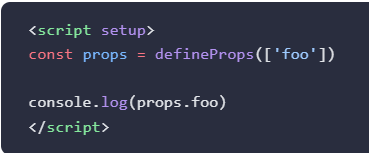 <script setup>
const props = defineProps(['foo'])
console.log(props.foo)
</script>